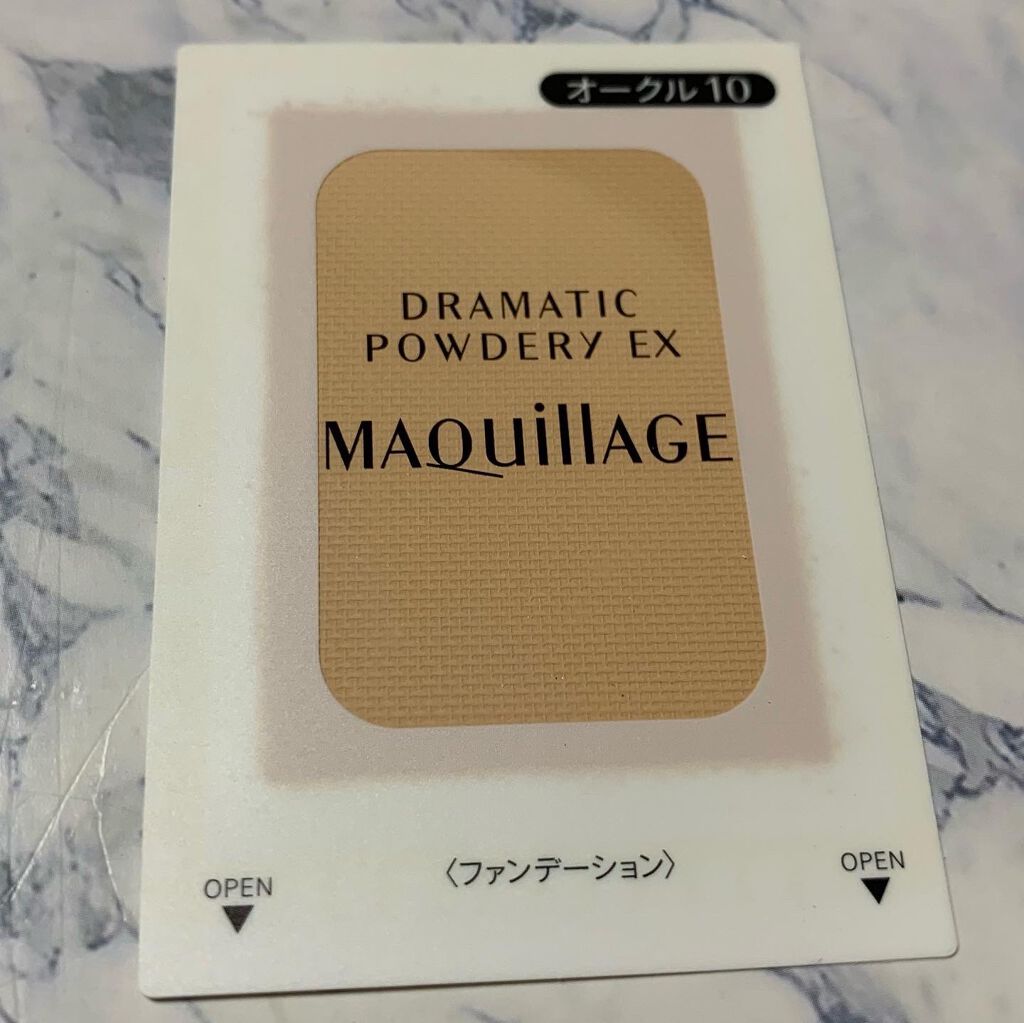 オークル10
DRAMATIC
POWDERY EX
MAQuillAGE
〈ファンデーション〉
OPEN
▼
OPEN
▼